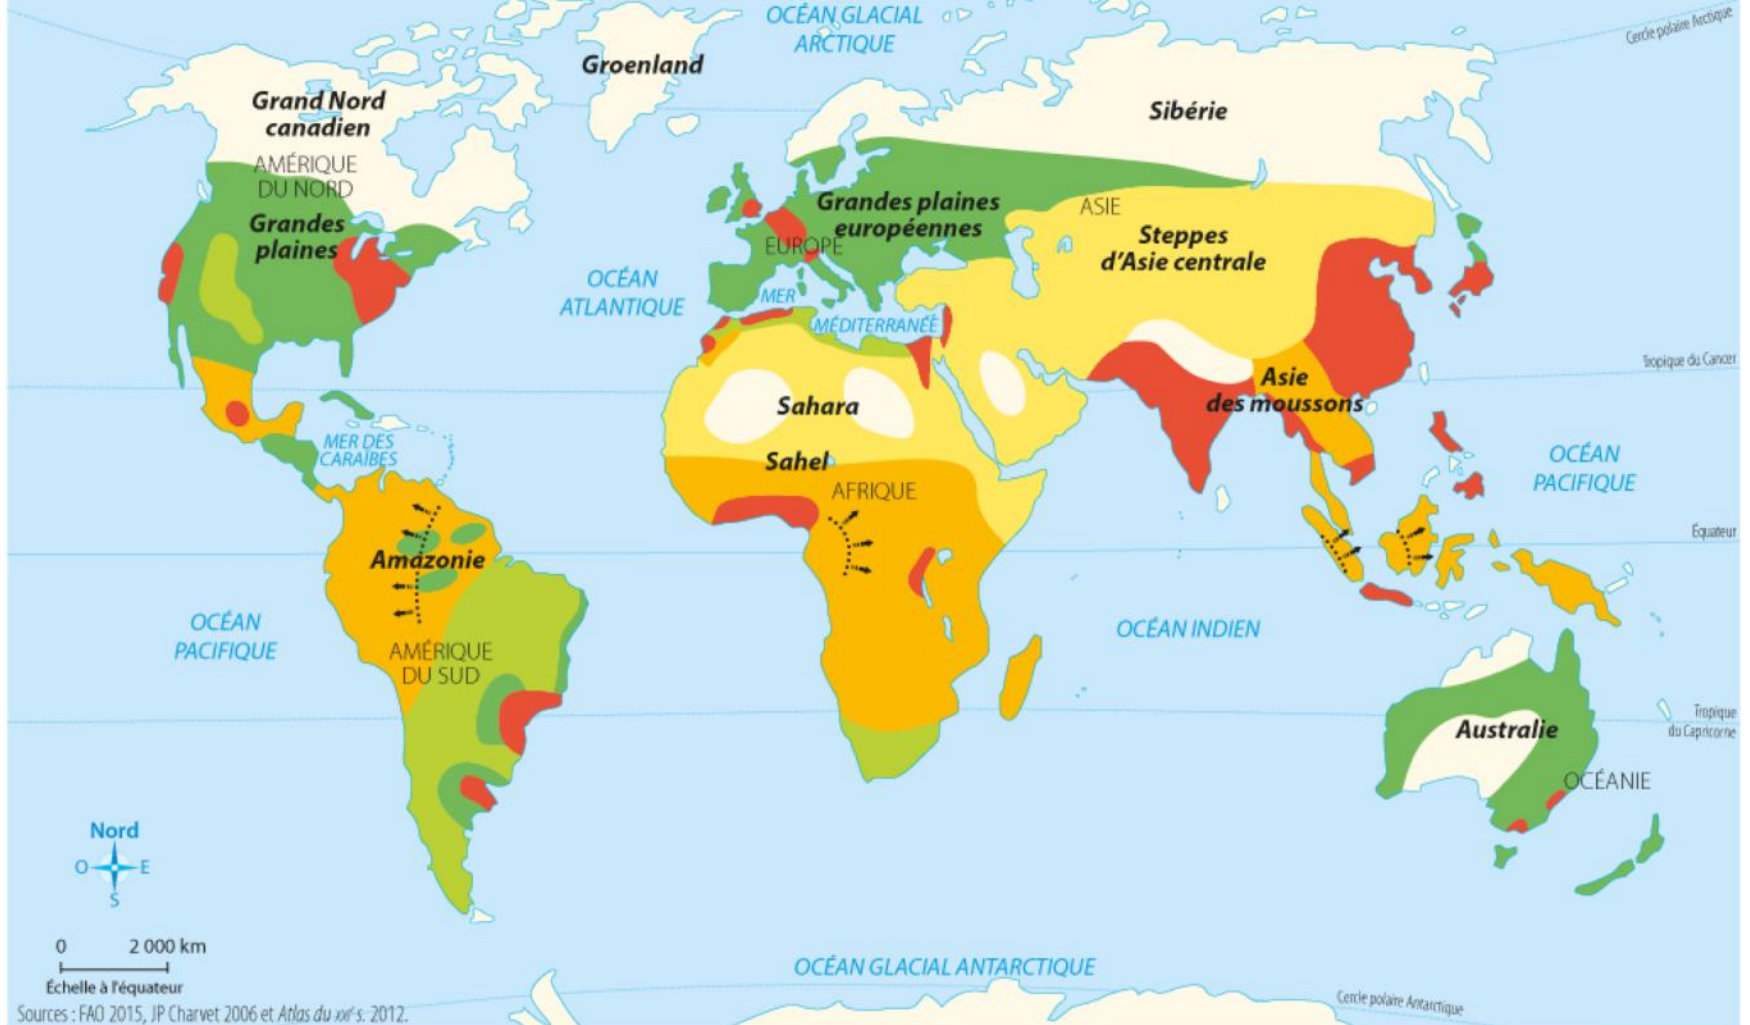 OCÉAN GLACIAL
ARCTIQUE
Cercle polaire Arctique
Groenland
Grand Nord
canadien
Sibérie
AMÉRIQUE
DU NORD
Grandes
plaines
Grandes plaines
européennes
ASIE
EUROPE
Steppes
d'Asie centrale
OCÉAN
ATLANTIQUE
MER
MÉDITERRANÉE
Tropique du Cancer
Asie
des moussons
Sahara
MER DES
CARAÏBES
Sahel
AFRIQUE
OCÉAN
PACIFIQUE
Équateur
Amazonie
OCÉAN
PACIFIQUE
OCÉAN INDIEN
AMÉRIQUE
DU SUD
Tropique
du Capricorne
Australie
OCÉANIE
Nord
O
E
S
0 2 000 km
Échelle à l'équateur
OCÉAN GLACIAL ANTARCTIQUE
Cercle polaire Antarctique
Sources : FAO 2015, JP Charvet 2006 et Atlas du XXIe s. 2012.